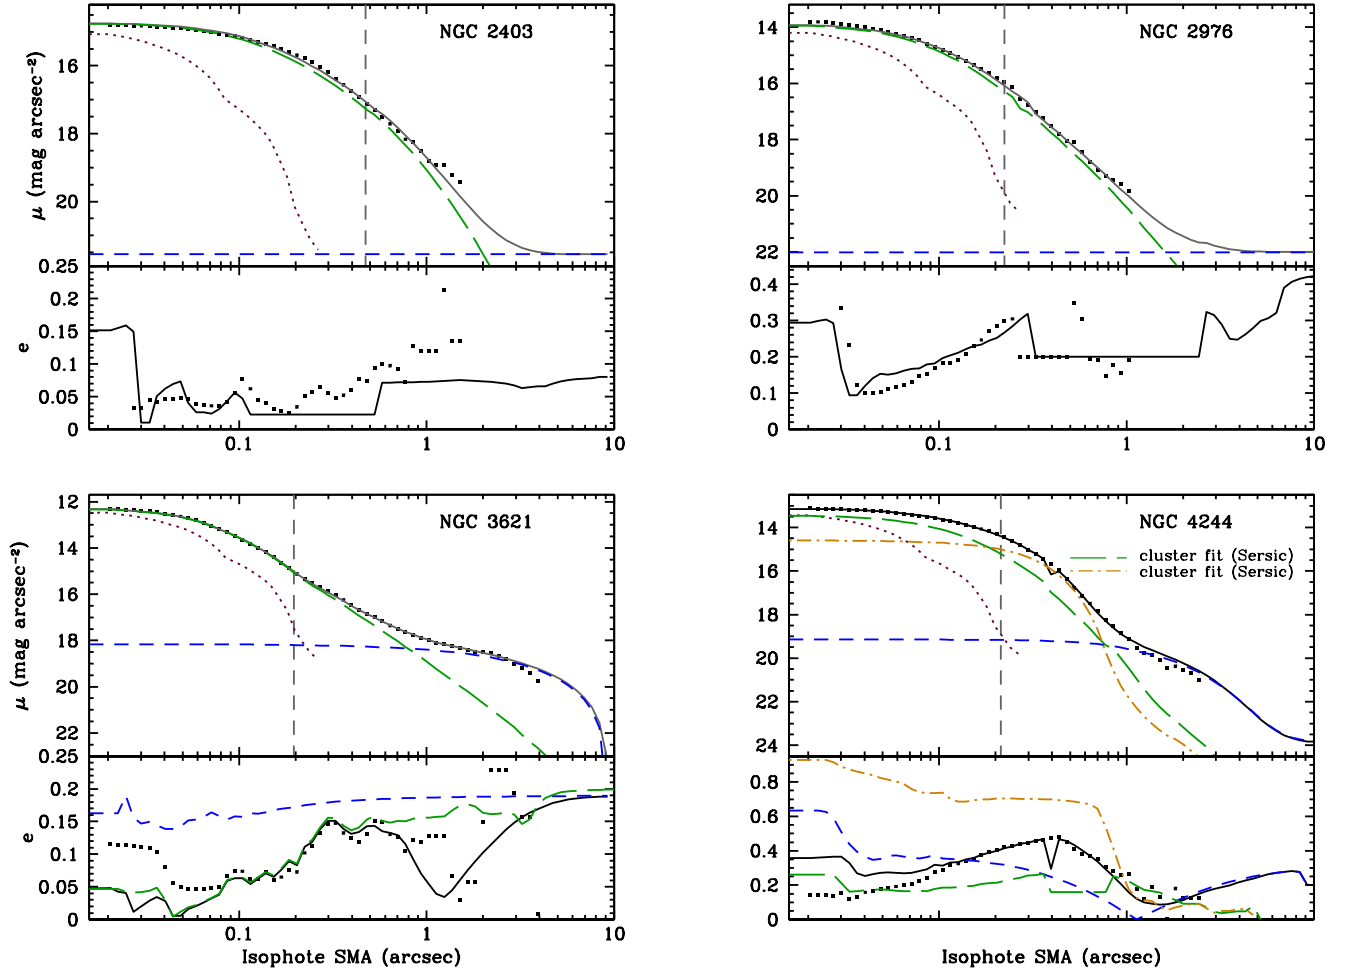 NGC 2403
16
18
20
μ (mag arcsec⁻²)
0.25
0.2
0.15
0.1
0.05
0
e
0.1 1 10
NGC 2976
14
16
18
20
22
0.4
0.3
0.2
0.1
0
0.1 1 10
NGC 3621
12
14
16
18
20
22
μ (mag arcsec⁻²)
0.25
0.2
0.15
0.1
0.05
0
e
0.1 1 10
Isophote SMA (arcsec)
NGC 4244
cluster fit (Sersic)
cluster fit (Sersic)
14
16
18
20
22
24
0.8
0.6
0.4
0.2
0
0.1 1 10
Isophote SMA (arcsec)